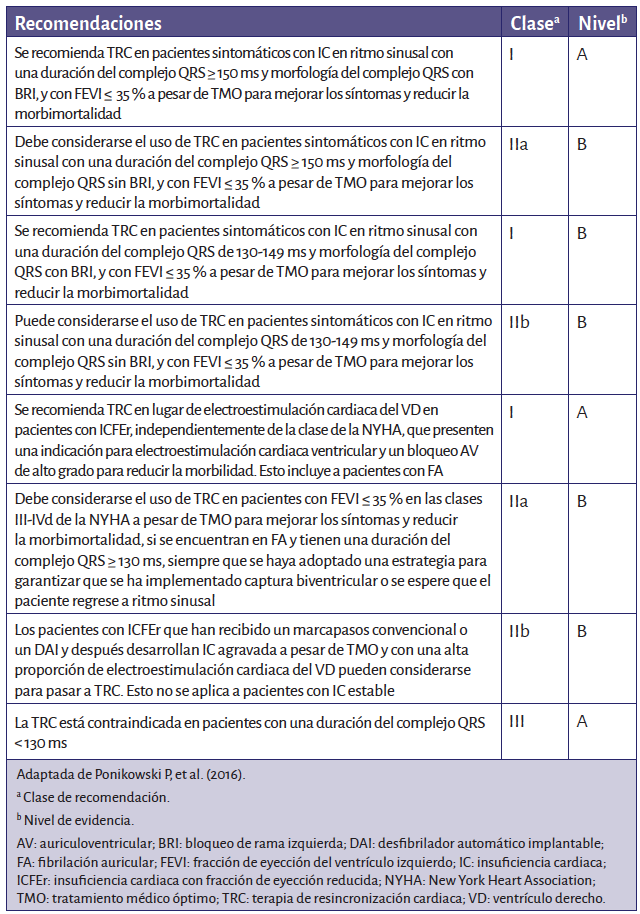 Recomendaciones Claseᵃ Nivelᵇ
Se recomienda TRC en pacientes sintomáticos con IC en ritmo sinusal con I A
una duración del complejo QRS ≥ 150 ms y morfología del complejo QRS con
BRI, y con FEVI ≤ 35 % a pesar de TMO para mejorar los síntomas y reducir la
morbimortalidad
Debe considerarse el uso de TRC en pacientes sintomáticos con IC en ritmo IIa B
sinusal con una duración del complejo QRS ≥ 150 ms y morfología del
complejo QRS sin BRI, y con FEVI ≤ 35 % a pesar de TMO para mejorar los
síntomas y reducir la morbimortalidad
Se recomienda TRC en pacientes sintomáticos con IC en ritmo sinusal con I B
una duración del complejo QRS de 130-149 ms y morfología del complejo
QRS con BRI, y con FEVI ≤ 35 % a pesar de TMO para mejorar los síntomas y
reducir la morbimortalidad
Puede considerarse el uso de TRC en pacientes sintomáticos con IC en ritmo IIb B
sinusal con una duración del complejo QRS de 130-149 ms y morfología del
complejo QRS sin BRI, y con FEVI ≤ 35 % a pesar de TMO para mejorar los
síntomas y reducir la morbimortalidad
Se recomienda TRC en lugar de electroestimulación cardiaca del VD en I A
pacientes con ICFEr, independientemente de la clase de la NYHA, que presenten
una indicación para electroestimulación cardiaca ventricular y un bloqueo AV
de alto grado para reducir la morbilidad. Esto incluye a pacientes con FA
Debe considerarse el uso de TRC en pacientes con FEVI ≤ 35 % en las clases IIa B
III-IVd de la NYHA a pesar de TMO para mejorar los síntomas y reducir
la morbimortalidad, si se encuentran en FA y tienen una duración del
complejo QRS ≥ 130 ms, siempre que se haya adoptado una estrategia para
garantizar que se ha implementado captura biventricular o se espere que el
paciente regrese a ritmo sinusal
Los pacientes con ICFEr que han recibido un marcapasos convencional o IIb B
un DAI y después desarrollan IC agravada a pesar de TMO y con una alta
proporción de electroestimulación cardiaca del VD pueden considerarse
para pasar a TRC. Esto no se aplica a pacientes con IC estable
La TRC está contraindicada en pacientes con una duración del complejo QRS III A
< 130 ms
Adaptada de Ponikowski P, et al. (2016).
ᵃ Clase de recomendación.
ᵇ Nivel de evidencia.
AV: auriculoventricular; BRI: bloqueo de rama izquierda; DAI: desfibrilador automático implantable;
FA: fibrilación auricular; FEVI: fracción de eyección del ventrículo izquierdo; IC: insuficiencia cardiaca;
ICFEr: insuficiencia cardiaca con fracción de eyección reducida; NYHA: New York Heart Association;
TMO: tratamiento médico óptimo; TRC: terapia de resincronización cardiaca; VD: ventrículo derecho.